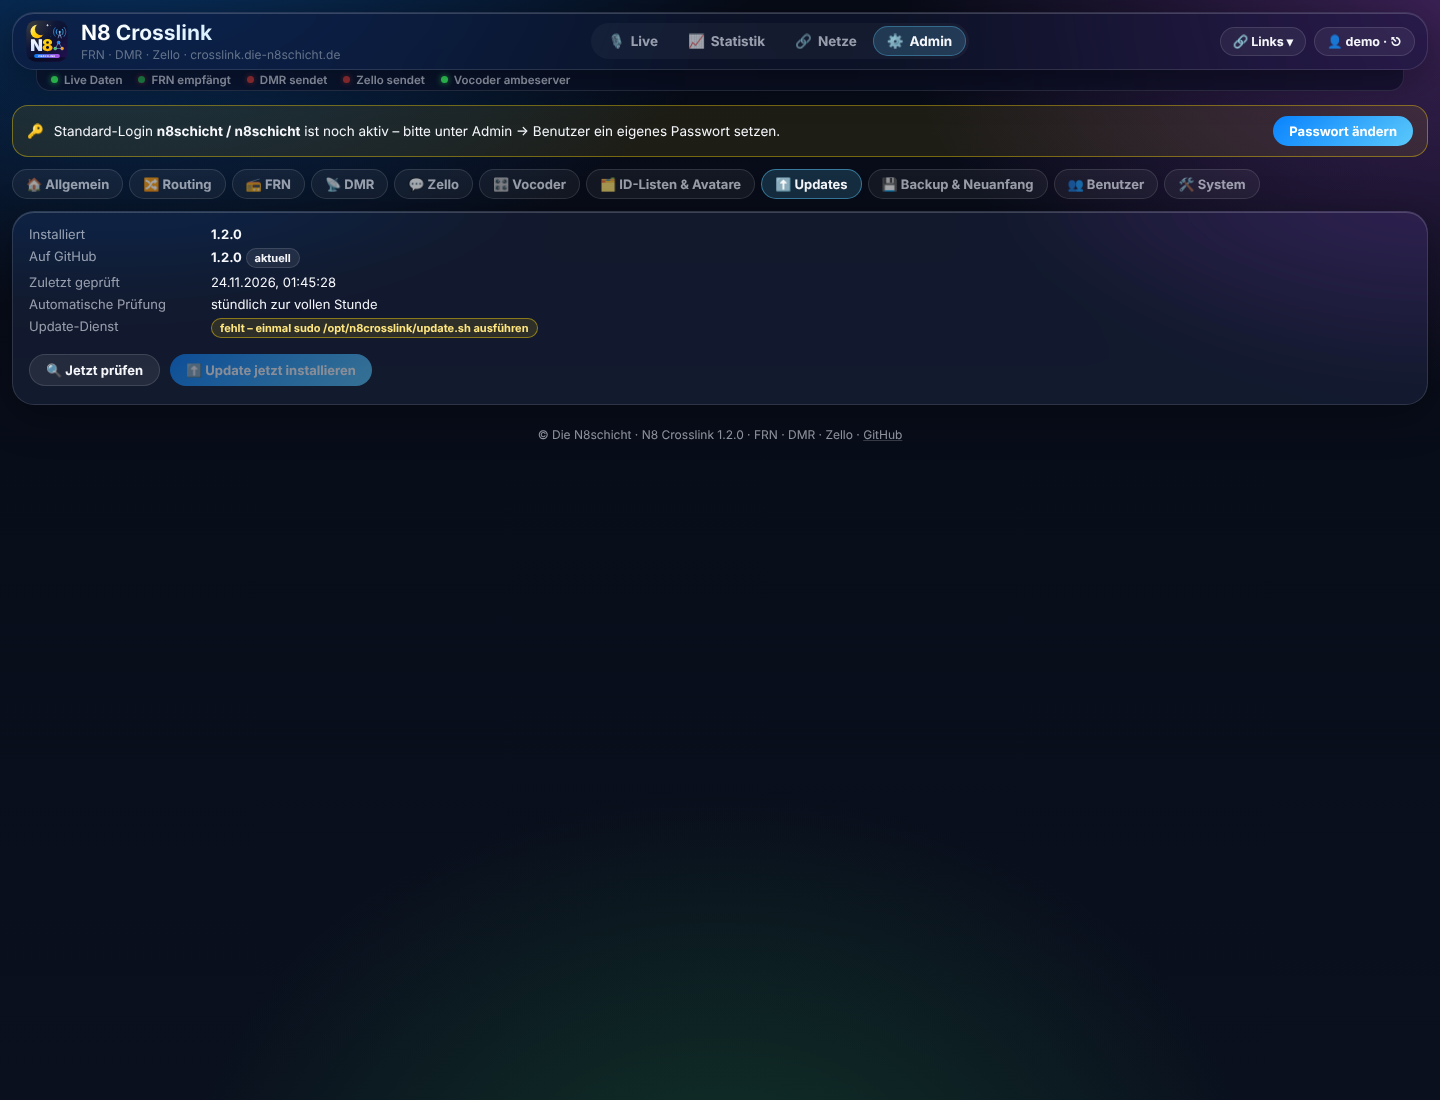 N8 Crosslink
FRN · DMR · Zello · crosslink.die-n8schicht.de
Live
Statistik
Netze
Admin
Links ▾
demo ·
Live Daten
FRN empfängt
DMR sendet
Zello sendet
Vocoder ambeserver
Standard-Login n8schicht / n8schicht ist noch aktiv – bitte unter Admin → Benutzer ein eigenes Passwort setzen.
Passwort ändern
Allgemein
Routing
FRN
DMR
Zello
Vocoder
ID-Listen & Avatare
Updates
Backup & Neuanfang
Benutzer
System
Installiert 1.2.0
Auf GitHub 1.2.0 aktuell
Zuletzt geprüft 24.11.2026, 01:45:28
Automatische Prüfung stündlich zur vollen Stunde
Update-Dienst fehlt – einmal sudo /opt/n8crosslink/update.sh ausführen
Jetzt prüfen
Update jetzt installieren
© Die N8schicht · N8 Crosslink 1.2.0 · FRN · DMR · Zello · GitHub